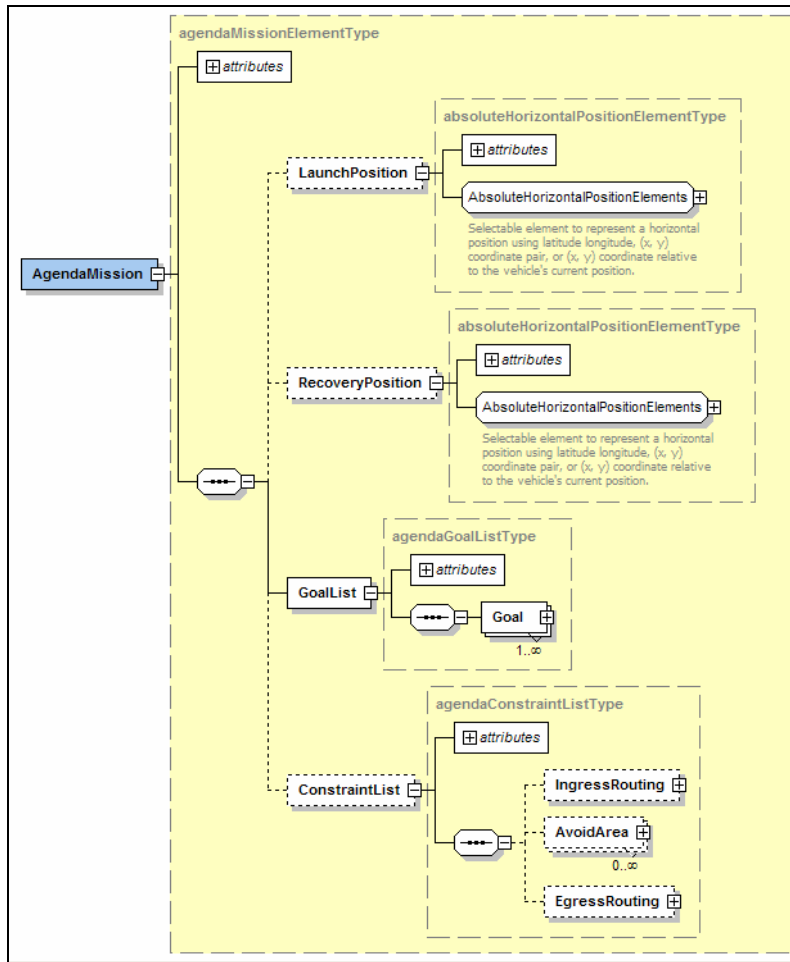 agendaMissionElementType
attributes
absoluteHorizontalPositionElementType
attributes
LaunchPosition
AbsoluteHorizontalPositionElements
Selectable element to represent a horizontal
position using latitude longitude, (x, y)
coordinate pair, or (x, y) coordinate relative
to the vehicle's current position.
AgendaMission
absoluteHorizontalPositionElementType
attributes
RecoveryPosition
AbsoluteHorizontalPositionElements
Selectable element to represent a horizontal
position using latitude longitude, (x, y)
coordinate pair, or (x, y) coordinate relative
to the vehicle's current position.
agendaGoalListType
attributes
GoalList
Goal
1..∞
agendaConstraintListType
attributes
ConstraintList
IngressRouting
AvoidArea
0..∞
EgressRouting